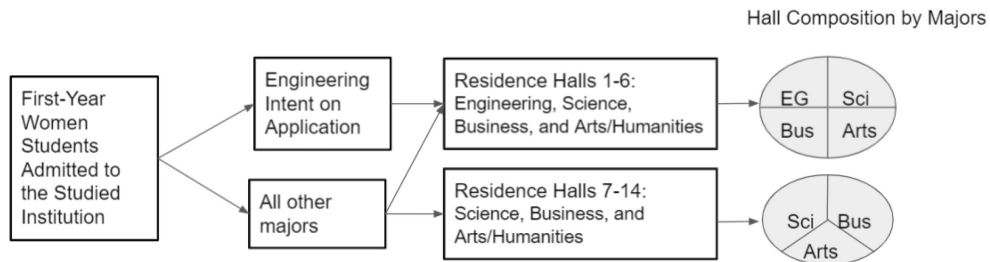 Hall Composition by Majors
First-Year
Women
Students
Admitted to
the Studied
Institution
Engineering
Intent on
Application
All other
majors
Residence Halls 1-6:
Engineering, Science,
Business, and Arts/Humanities
Residence Halls 7-14:
Science, Business, and
Arts/Humanities
EG Sci
Bus Arts
Sci Bus
Arts